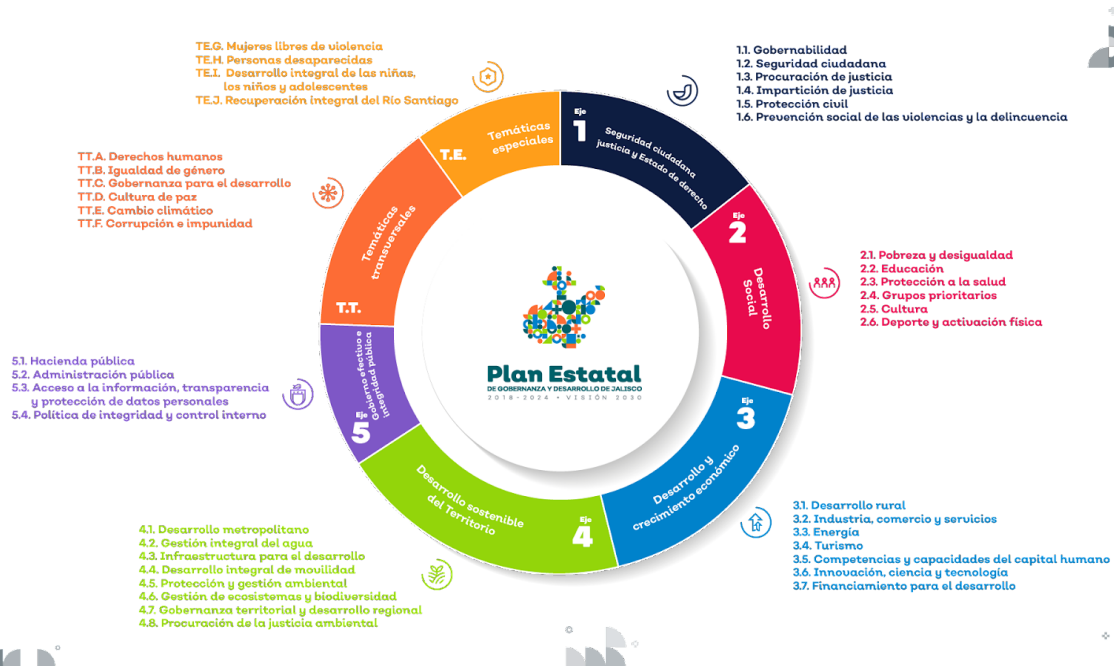 TE.G. Mujeres libres de violencia
TE.H. Personas desaparecidas
TE.I. Desarrollo integral de las niñas,
los niños y adolescentes
TE.J. Recuperación integral del Río Santiago
1.1. Gobernabilidad
1.2. Seguridad ciudadana
1.3. Procuración de justicia
1.4. Impartición de justicia
1.5. Protección civil
1.6. Prevención social de las violencias y la delincuencia
TT.A. Derechos humanos
TT.B. Igualdad de género
TT.C. Gobernanza para el desarrollo
TT.D. Cultura de paz
TT.E. Cambio climático
TT.F. Corrupción e impunidad
T.E.
Temáticas
especiales
Eje
1
Seguridad ciudadana
justicia y Estado de derecho
Eje
2
Desarrollo
Social
2.1. Pobreza y desigualdad
2.2. Educación
2.3. Protección a la salud
2.4. Grupos prioritarios
2.5. Cultura
2.6. Deporte y activación física
Temáticas
transversales
T.T.
Plan Estatal
DE GOBERNANZA Y DESARROLLO DE JALISCO
2018-2024 • VISIÓN 2030
5.1. Hacienda pública
5.2. Administración pública
5.3. Acceso a la información, transparencia
y protección de datos personales
5.4. Política de integridad y control interno
Gobierno efectivo e
integridad pública
Eje
5
Eje
3
Desarrollo y
crecimiento económico
Desarrollo sostenible
del Territorio
Eje
4
3.1. Desarrollo rural
3.2. Industria, comercio y servicios
3.3. Energía
3.4. Turismo
3.5. Competencias y capacidades del capital humano
3.6. Innovación, ciencia y tecnología
3.7. Financiamiento para el desarrollo
4.1. Desarrollo metropolitano
4.2. Gestión integral del agua
4.3. Infraestructura para el desarrollo
4.4. Desarrollo integral de movilidad
4.5. Protección y gestión ambiental
4.6. Gestión de ecosistemas y biodiversidad
4.7. Gobernanza territorial y desarrollo regional
4.8. Procuración de la justicia ambiental